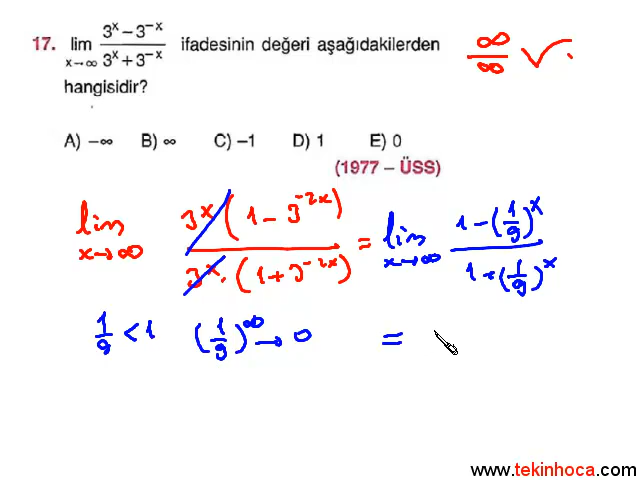 17. lim x→∞ (3^x − 3^−x)/(3^x + 3^−x) ifadesinin değeri aşağıdakilerden
∞/∞ ✓.
hangisidir?
A) −∞ B) ∞ C) −1 D) 1 E) 0
(1977 – ÜSS)
lim x→∞ 3^x (1 − 3^−2x) / 3^x · (1 + 3^−2x) = lim x→∞ (1 − (1/9)^x) / (1 + (1/9)^x)
1/9 < 1 (1/9)^∞ → 0 =
www.tekinhoca.com